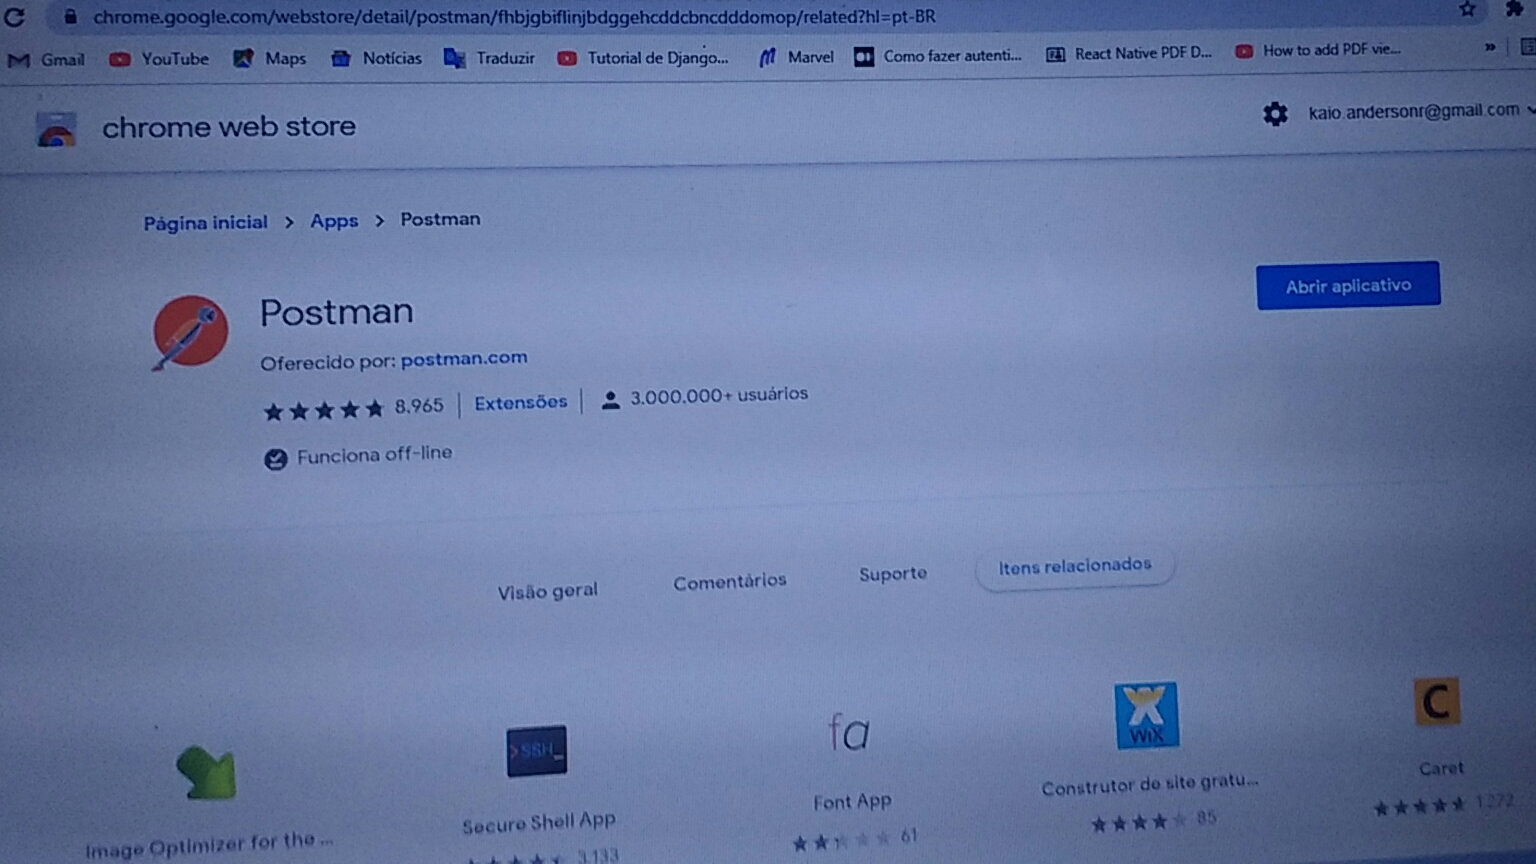 chrome.google.com/webstore/detail/postman/fhbjgbiflinjbdggehcddcbncdddomop/related?hl=pt-BR
Gmail YouTube Maps Notícias Traduzir Tutorial de Django... Marvel Como fazer autenti... React Native PDF D... How to add PDF vie... »
chrome web store
kaio.andersonr@gmail.com
Página inicial > Apps > Postman
Postman
Abrir aplicativo
Oferecido por: postman.com
8.965 | Extensões | 3.000.000+ usuários
Funciona off-line
Visão geral Comentários Suporte Itens relacionados
>SSH_
fa
WiX
C
Image Optimizer for the ...
Secure Shell App
Font App
Construtor de site gratu...
Caret
3.133
61
85
1.272